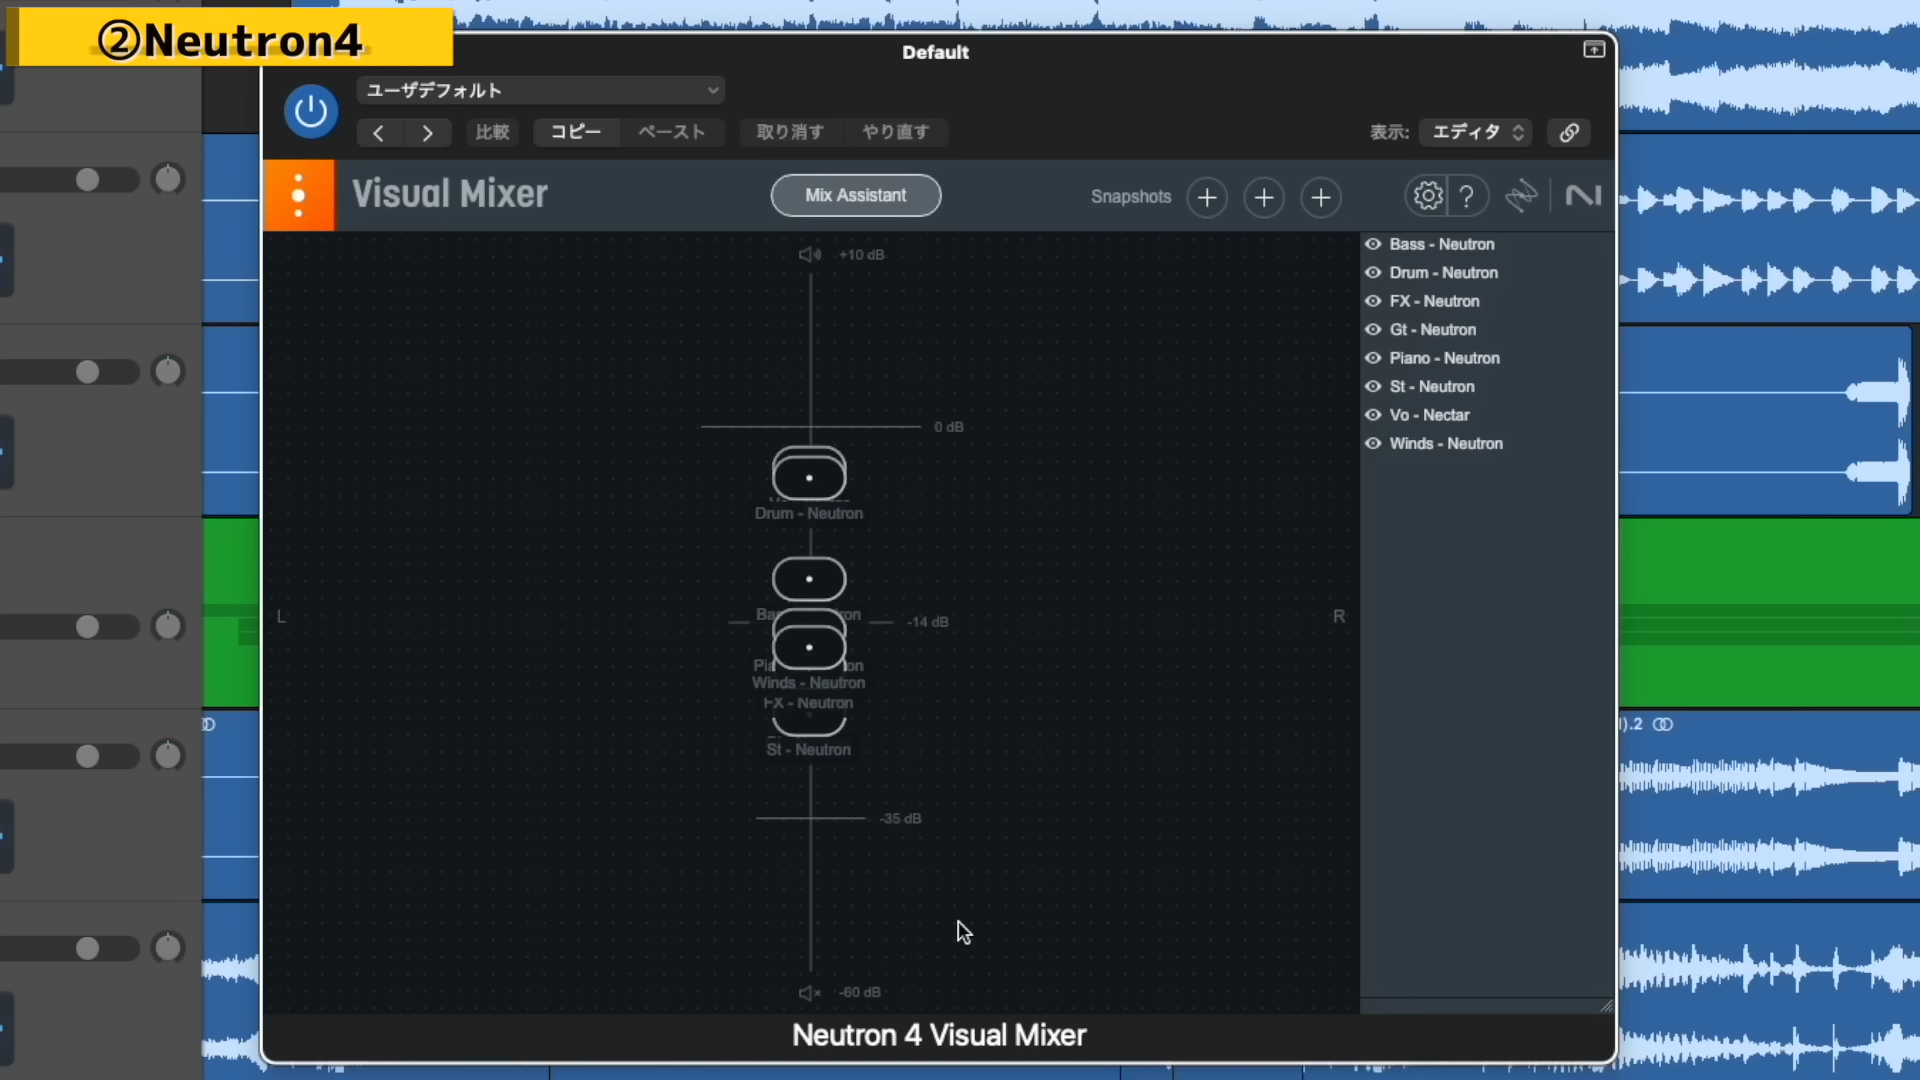 ②Neutron4
Default
ユーザデフォルト
比較 コピー ペースト 取り消す やり直す 表示: エディタ
Visual Mixer Mix Assistant Snapshots ?
+10 dB
0 dB
Drum - Neutron
-14 dB
Winds - Neutron
FX - Neutron
St - Neutron
-35 dB
-60 dB
L
R
Bass - Neutron
Drum - Neutron
FX - Neutron
Gt - Neutron
Piano - Neutron
St - Neutron
Vo - Nectar
Winds - Neutron
).2
Neutron 4 Visual Mixer